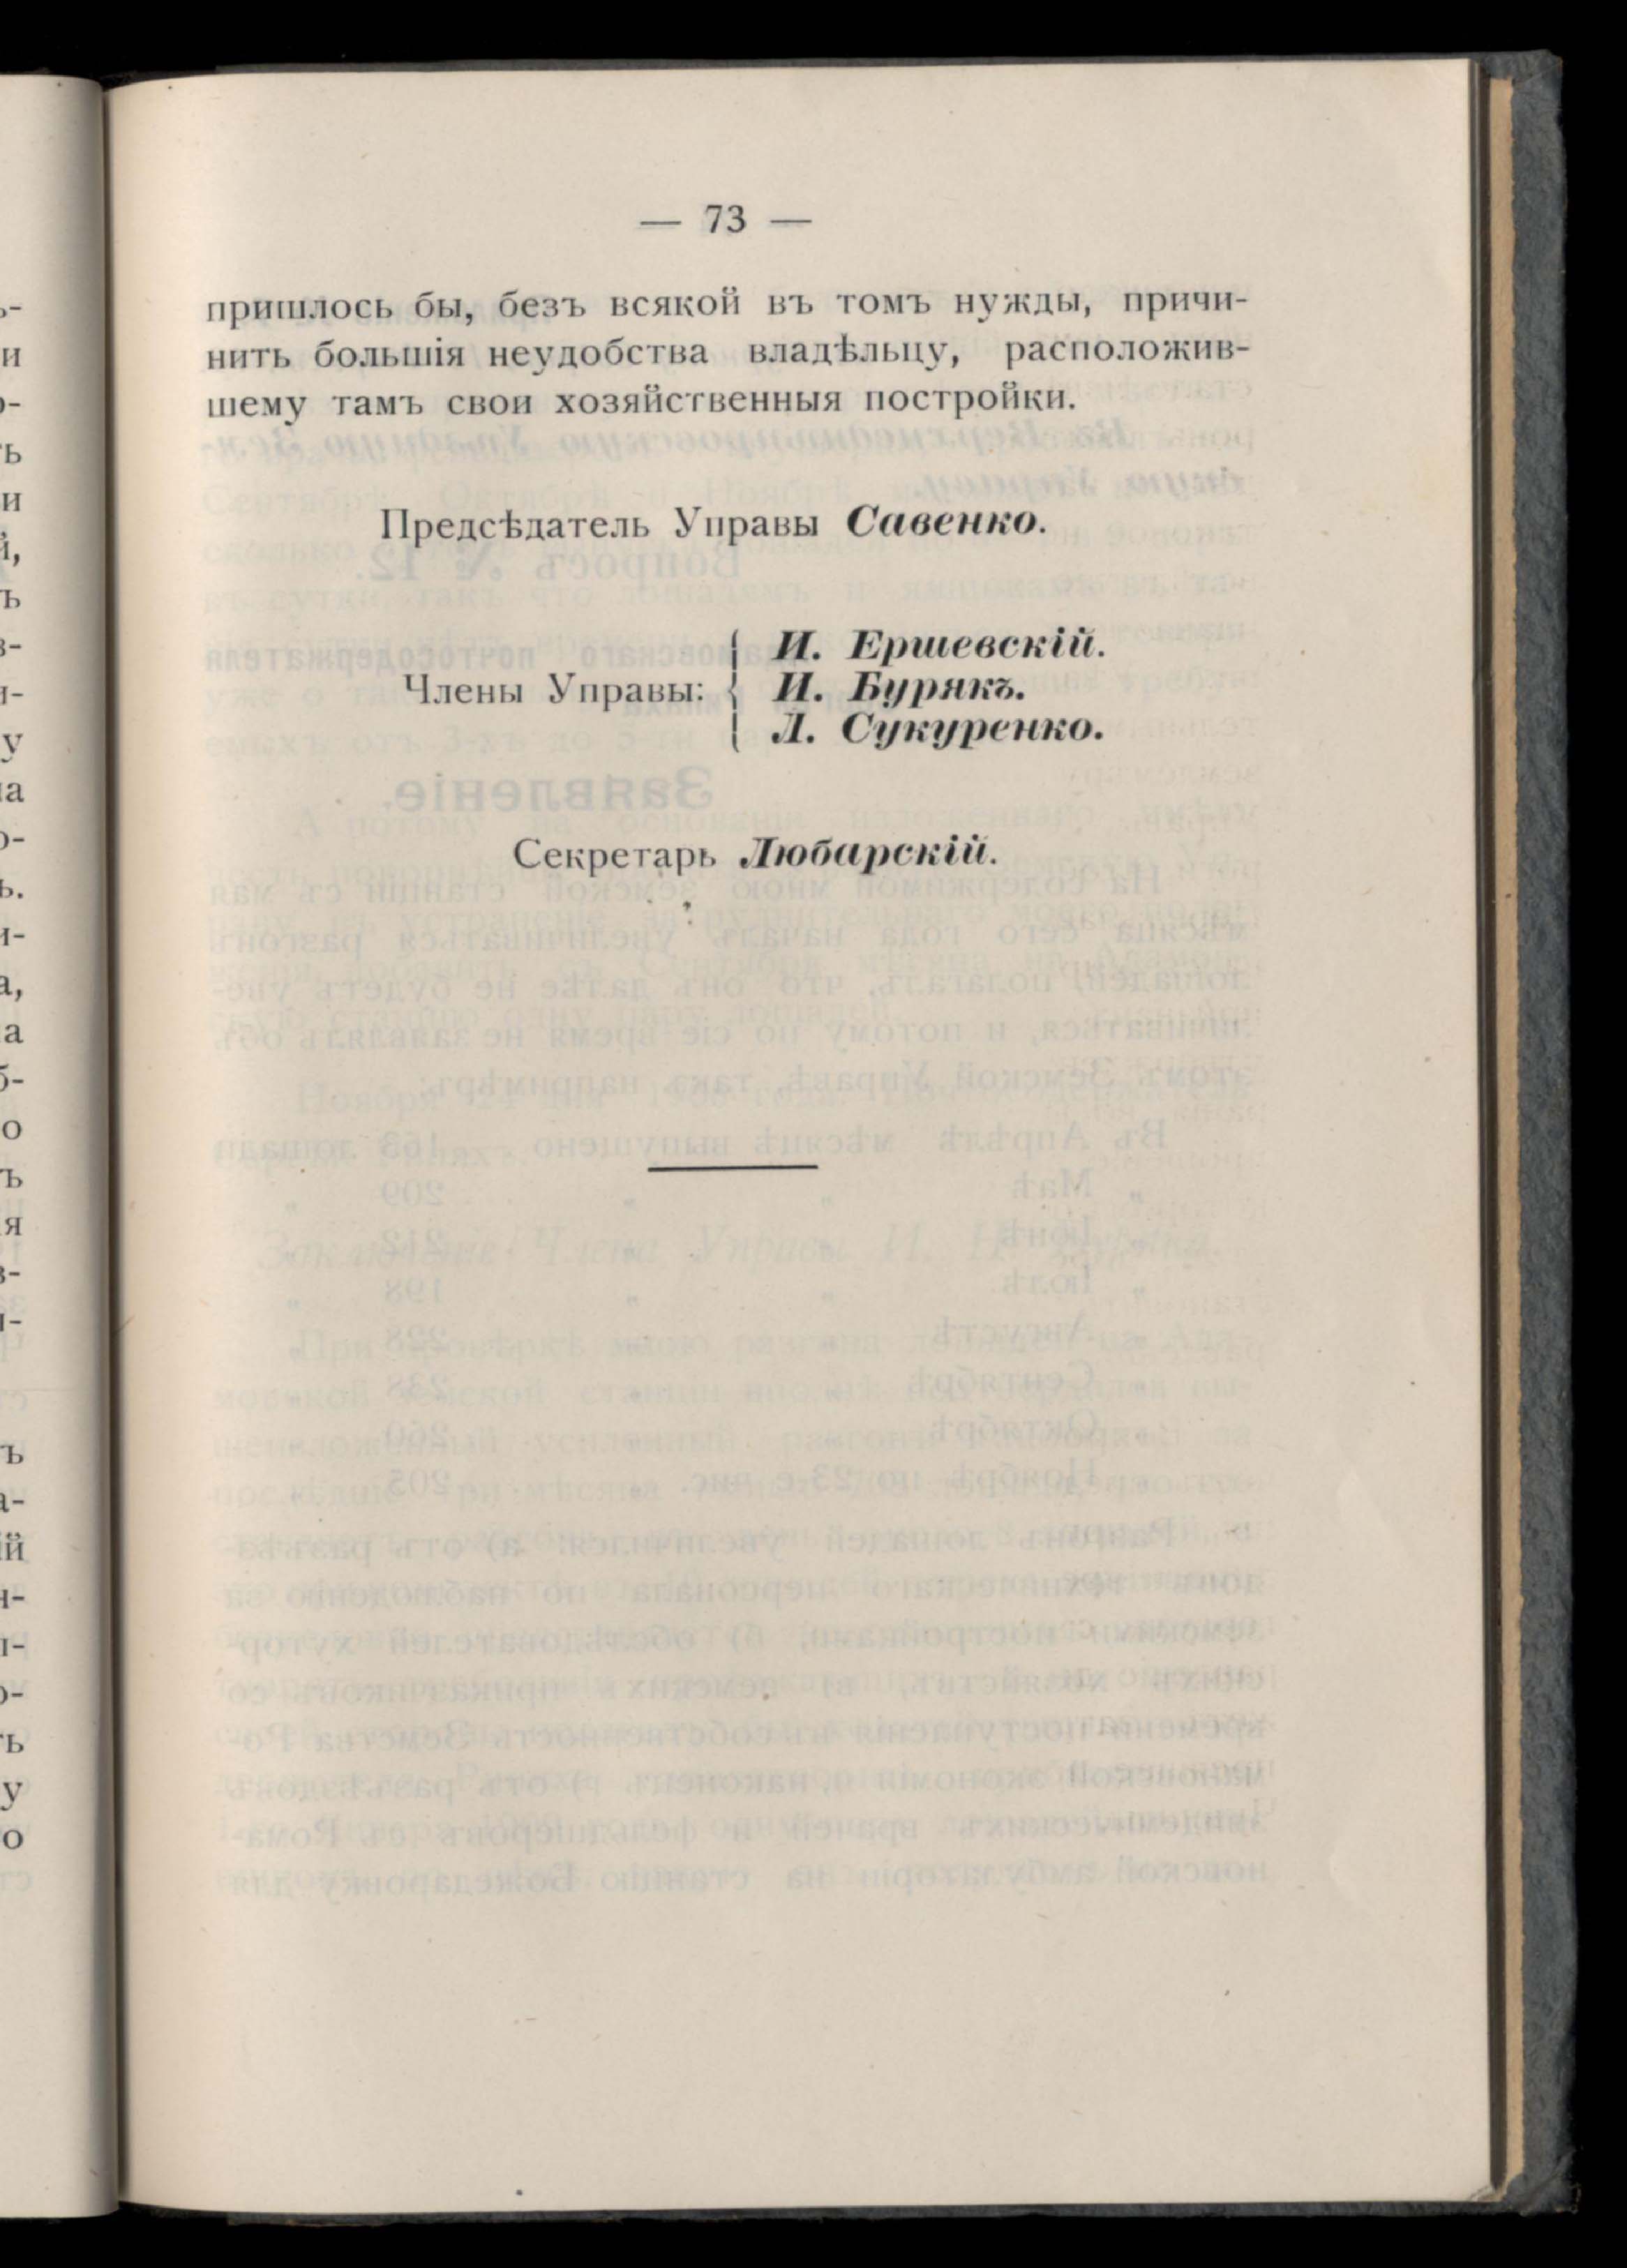 — 73 —
пришлось бы, безъ всякой въ томъ нужды, причи-
нить большія неудобства владѣльцу, расположив-
шему тамъ свои хозяйственныя постройки.
Предсѣдатель Управы Савенко.
И. Ершевскій.
Члены Управы: И. Бурякъ.
Л. Сукуренко.
Секретарь Любарскій.